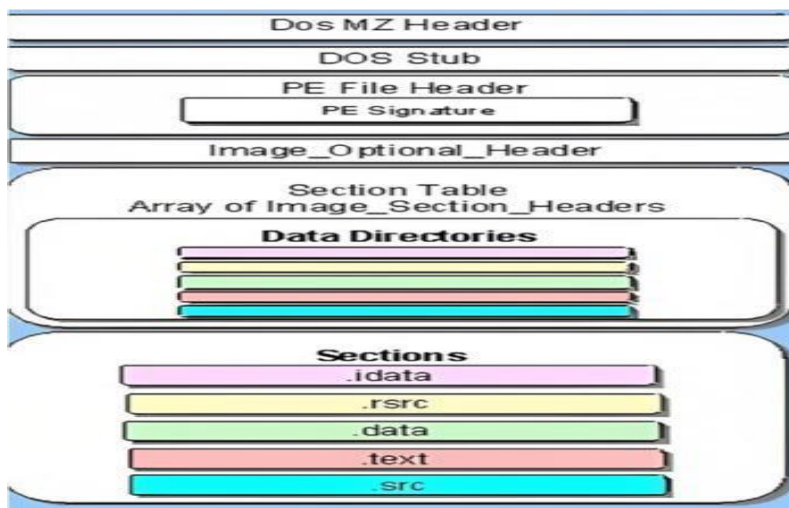 Dos MZ Header
DOS Stub
PE File Header
PE Signature
Image_Optional_Header
Section Table
Array of Image_Section_Headers
Data Directories
Sections
.idata
.rsrc
.data
.text
.src